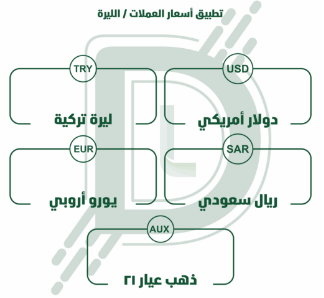 تطبيق أسعار العملات / الليرة
USD
دولار أمريكي
TRY
ليرة تركية
SAR
ريال سعودي
EUR
يورو أروبي
AUX
ذهب عيار ٢١